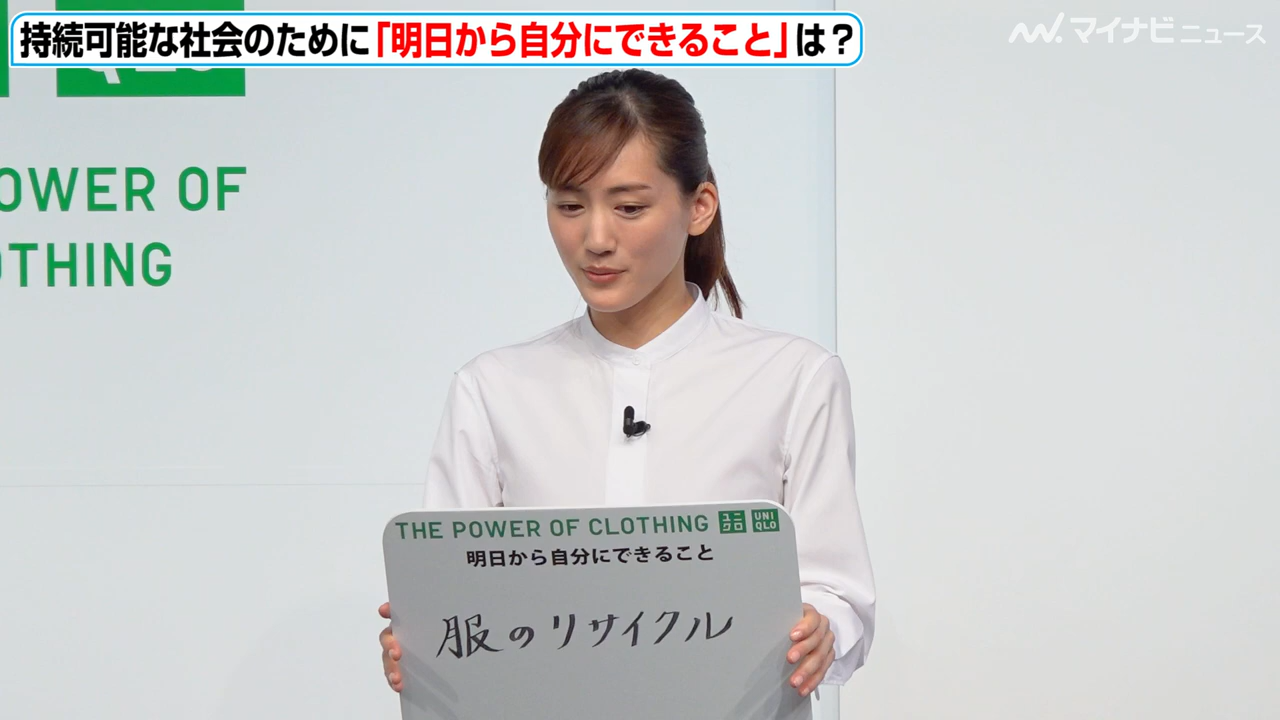 持続可能な社会のために「明日から自分にできること」は？
マイナビニュース
OWER OF
OTHING
THE POWER OF CLOTHING ユニクロ UNIQLO
明日から自分にできること
服のリサイクル